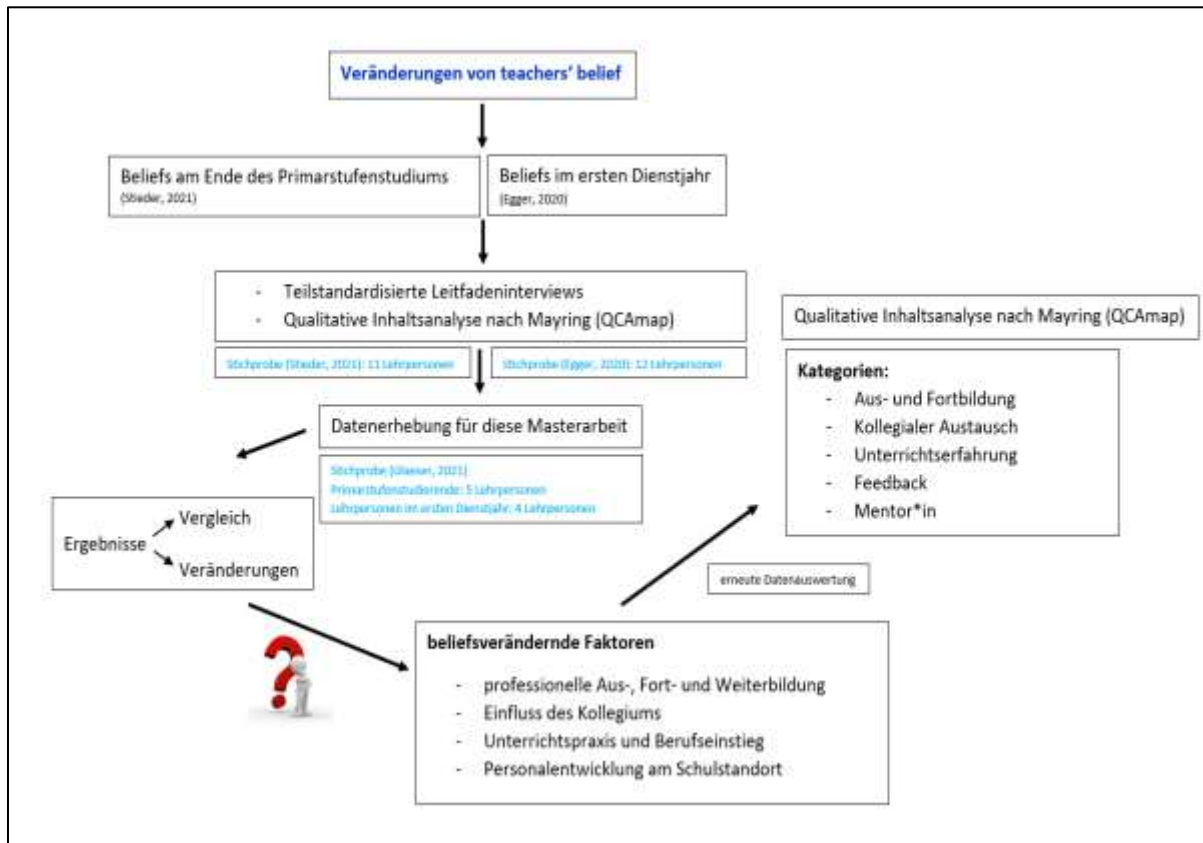 Veränderungen von teachers' belief
Beliefs am Ende des Primarstufenstudiums
(Stieder, 2021)
Beliefs im ersten Dienstjahr
(Egger, 2020)
- Teilstandardisierte Leitfadeninterviews
- Qualitative Inhaltsanalyse nach Mayring (QCAmap)
Stichprobe (Stieder, 2021): 11 Lehrpersonen
Stichprobe (Egger, 2020): 12 Lehrpersonen
Datenerhebung für diese Masterarbeit
Stichprobe (Glaeser, 2021)
Primarstufenstudierende: 5 Lehrpersonen
Lehrpersonen im ersten Dienstjahr: 4 Lehrpersonen
Ergebnisse
Vergleich
Veränderungen
beliefsverändernde Faktoren
- professionelle Aus-, Fort- und Weiterbildung
- Einfluss des Kollegiums
- Unterrichtspraxis und Berufseinstieg
- Personalentwicklung am Schulstandort
erneute Datenauswertung
Qualitative Inhaltsanalyse nach Mayring (QCAmap)
Kategorien:
- Aus- und Fortbildung
- Kollegialer Austausch
- Unterrichtserfahrung
- Feedback
- Mentor*in